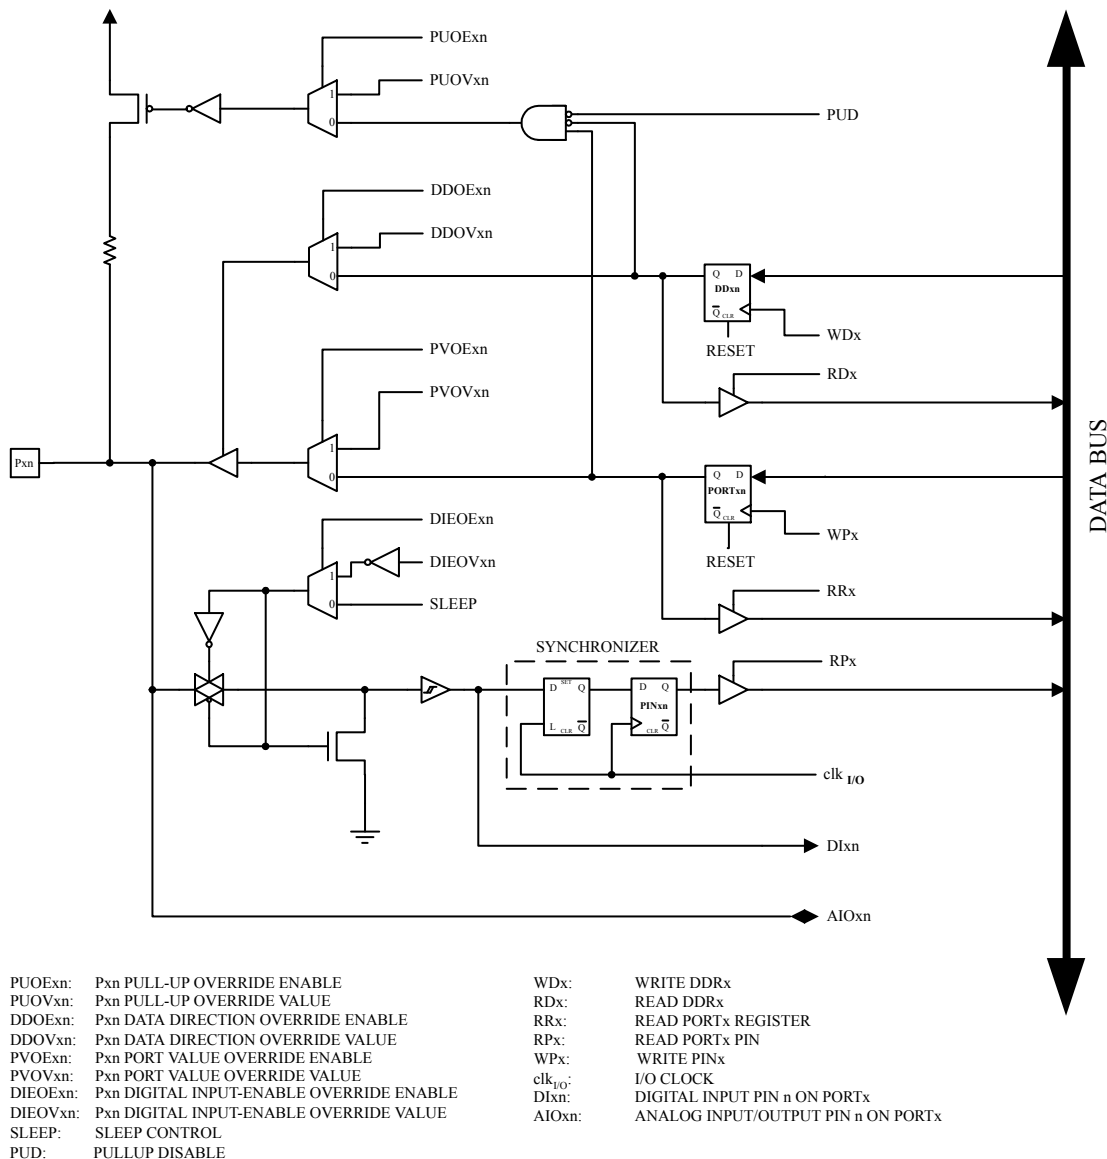 PUOExn
PUOVxn
1
0
PUD
DDOExn
DDOVxn
1
0
Q D
DDxn
Q CLR
RESET
WDx
RDx
PVOExn
PVOVxn
1
0
Pxn
Q D
PORTxn
Q CLR
RESET
WPx
RRx
DIEOExn
DIEOVxn
1
0
SLEEP
SYNCHRONIZER
RPx
D SET Q
L CLR Q
D Q
PINxn
CLR Q
clk I/O
DIxn
AIOxn
DATA BUS
PUOExn: Pxn PULL-UP OVERRIDE ENABLE
PUOVxn: Pxn PULL-UP OVERRIDE VALUE
DDOExn: Pxn DATA DIRECTION OVERRIDE ENABLE
DDOVxn: Pxn DATA DIRECTION OVERRIDE VALUE
PVOExn: Pxn PORT VALUE OVERRIDE ENABLE
PVOVxn: Pxn PORT VALUE OVERRIDE VALUE
DIEOExn: Pxn DIGITAL INPUT-ENABLE OVERRIDE ENABLE
DIEOVxn: Pxn DIGITAL INPUT-ENABLE OVERRIDE VALUE
SLEEP: SLEEP CONTROL
PUD: PULLUP DISABLE
WDx: WRITE DDRx
RDx: READ DDRx
RRx: READ PORTx REGISTER
RPx: READ PORTx PIN
WPx: WRITE PINx
clkI/O: I/O CLOCK
DIxn: DIGITAL INPUT PIN n ON PORTx
AIOxn: ANALOG INPUT/OUTPUT PIN n ON PORTx